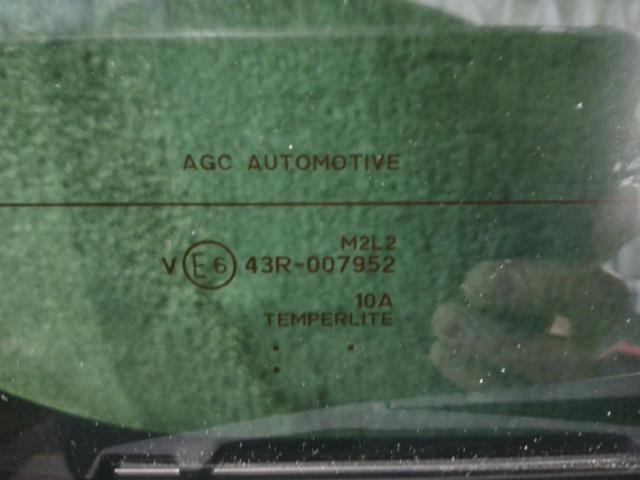 AGC AUTOMOTIVE
M2L2
V E6 43R-007952
10A
TEMPERLITE